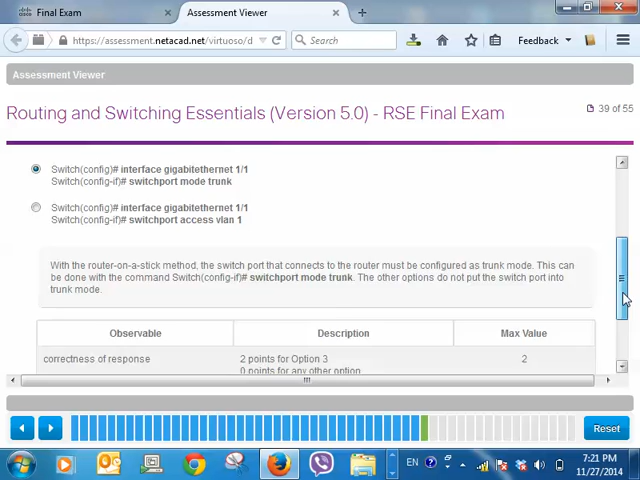 Final Exam
Assessment Viewer
https://assessment.netacad.net/virtuoso/d
Search
Feedback
Assessment Viewer
Routing and Switching Essentials (Version 5.0) - RSE Final Exam
39 of 55
Switch(config)# interface gigabitethernet 1/1
Switch(config-if)# switchport mode trunk
Switch(config)# interface gigabitethernet 1/1
Switch(config-if)# switchport access vlan 1
With the router-on-a-stick method, the switch port that connects to the router must be configured as trunk mode. This can
be done with the command Switch(config-if)# switchport mode trunk. The other options do not put the switch port into
trunk mode.
Observable Description Max Value
correctness of response 2 points for Option 3 2
0 points for any other option
Reset
EN
7:21 PM
11/27/2014